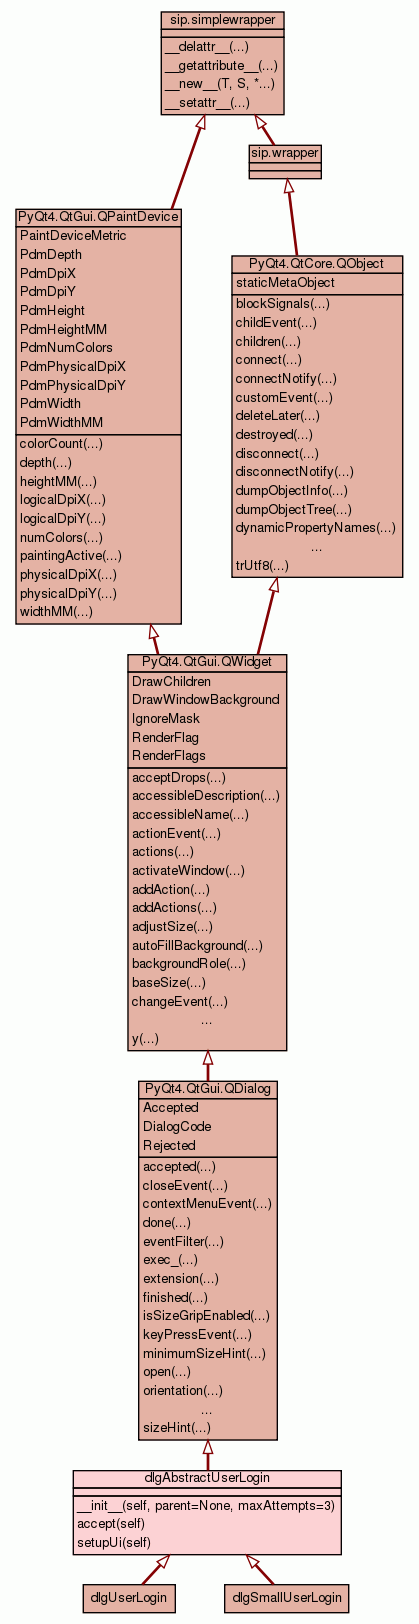 sip.simplewrapper
__delattr__(...)
__getattribute__(...)
__new__(T, S, *...)
__setattr__(...)
sip.wrapper
PyQt4.QtGui.QPaintDevice
PaintDeviceMetric
PdmDepth
PdmDpiX
PdmDpiY
PdmHeight
PdmHeightMM
PdmNumColors
PdmPhysicalDpiX
PdmPhysicalDpiY
PdmWidth
PdmWidthMM
colorCount(...)
depth(...)
heightMM(...)
logicalDpiX(...)
logicalDpiY(...)
numColors(...)
paintingActive(...)
physicalDpiX(...)
physicalDpiY(...)
widthMM(...)
PyQt4.QtCore.QObject
staticMetaObject
blockSignals(...)
childEvent(...)
children(...)
connect(...)
connectNotify(...)
customEvent(...)
deleteLater(...)
destroyed(...)
disconnect(...)
disconnectNotify(...)
dumpObjectInfo(...)
dumpObjectTree(...)
dynamicPropertyNames(...)
...
trUtf8(...)
PyQt4.QtGui.QWidget
DrawChildren
DrawWindowBackground
IgnoreMask
RenderFlag
RenderFlags
acceptDrops(...)
accessibleDescription(...)
accessibleName(...)
actionEvent(...)
actions(...)
activateWindow(...)
addAction(...)
addActions(...)
adjustSize(...)
autoFillBackground(...)
backgroundRole(...)
baseSize(...)
changeEvent(...)
...
y(...)
PyQt4.QtGui.QDialog
Accepted
DialogCode
Rejected
accepted(...)
closeEvent(...)
contextMenuEvent(...)
done(...)
eventFilter(...)
exec_(...)
extension(...)
finished(...)
isSizeGripEnabled(...)
keyPressEvent(...)
minimumSizeHint(...)
open(...)
orientation(...)
...
sizeHint(...)
dlgAbstractUserLogin
__init__(self, parent=None, maxAttempts=3)
accept(self)
setupUi(self)
dlgUserLogin
dlgSmallUserLogin